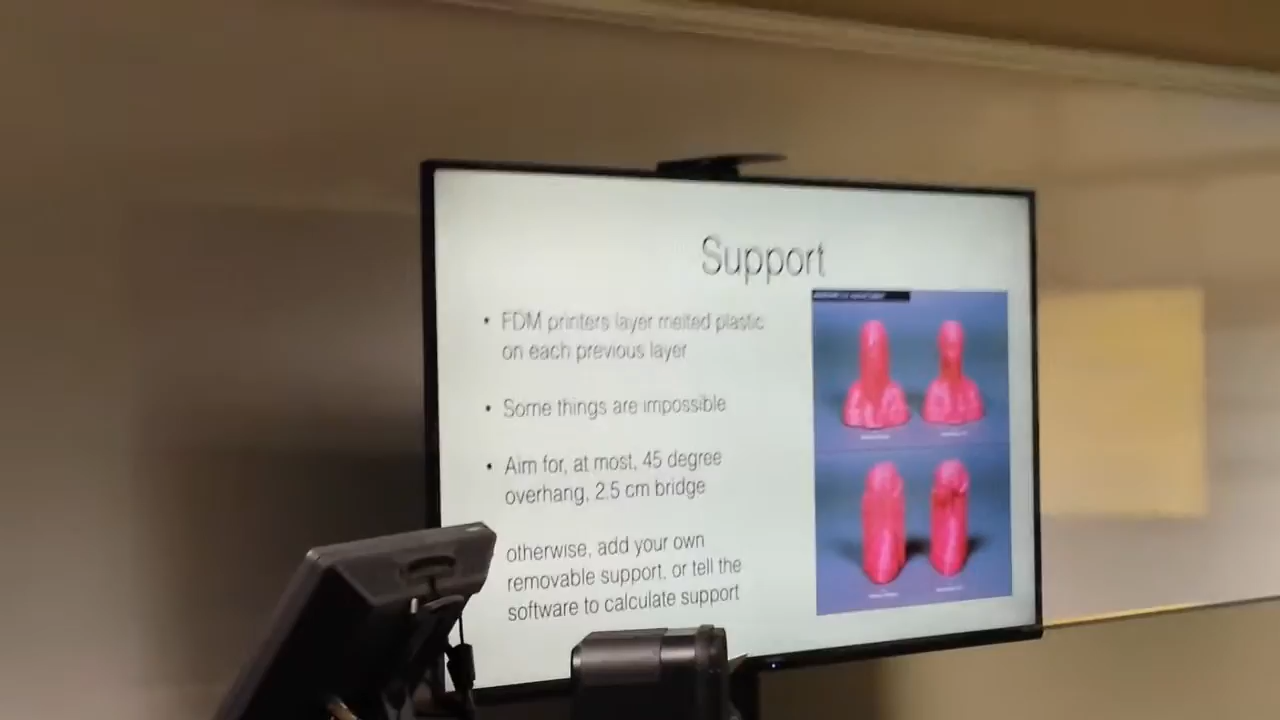 Support
• FDM printers layer melted plastic
on each previous layer
• Some things are impossible
• Aim for, at most, 45 degree
overhang, 2.5 cm bridge
otherwise, add your own
removable support, or tell the
software to calculate support